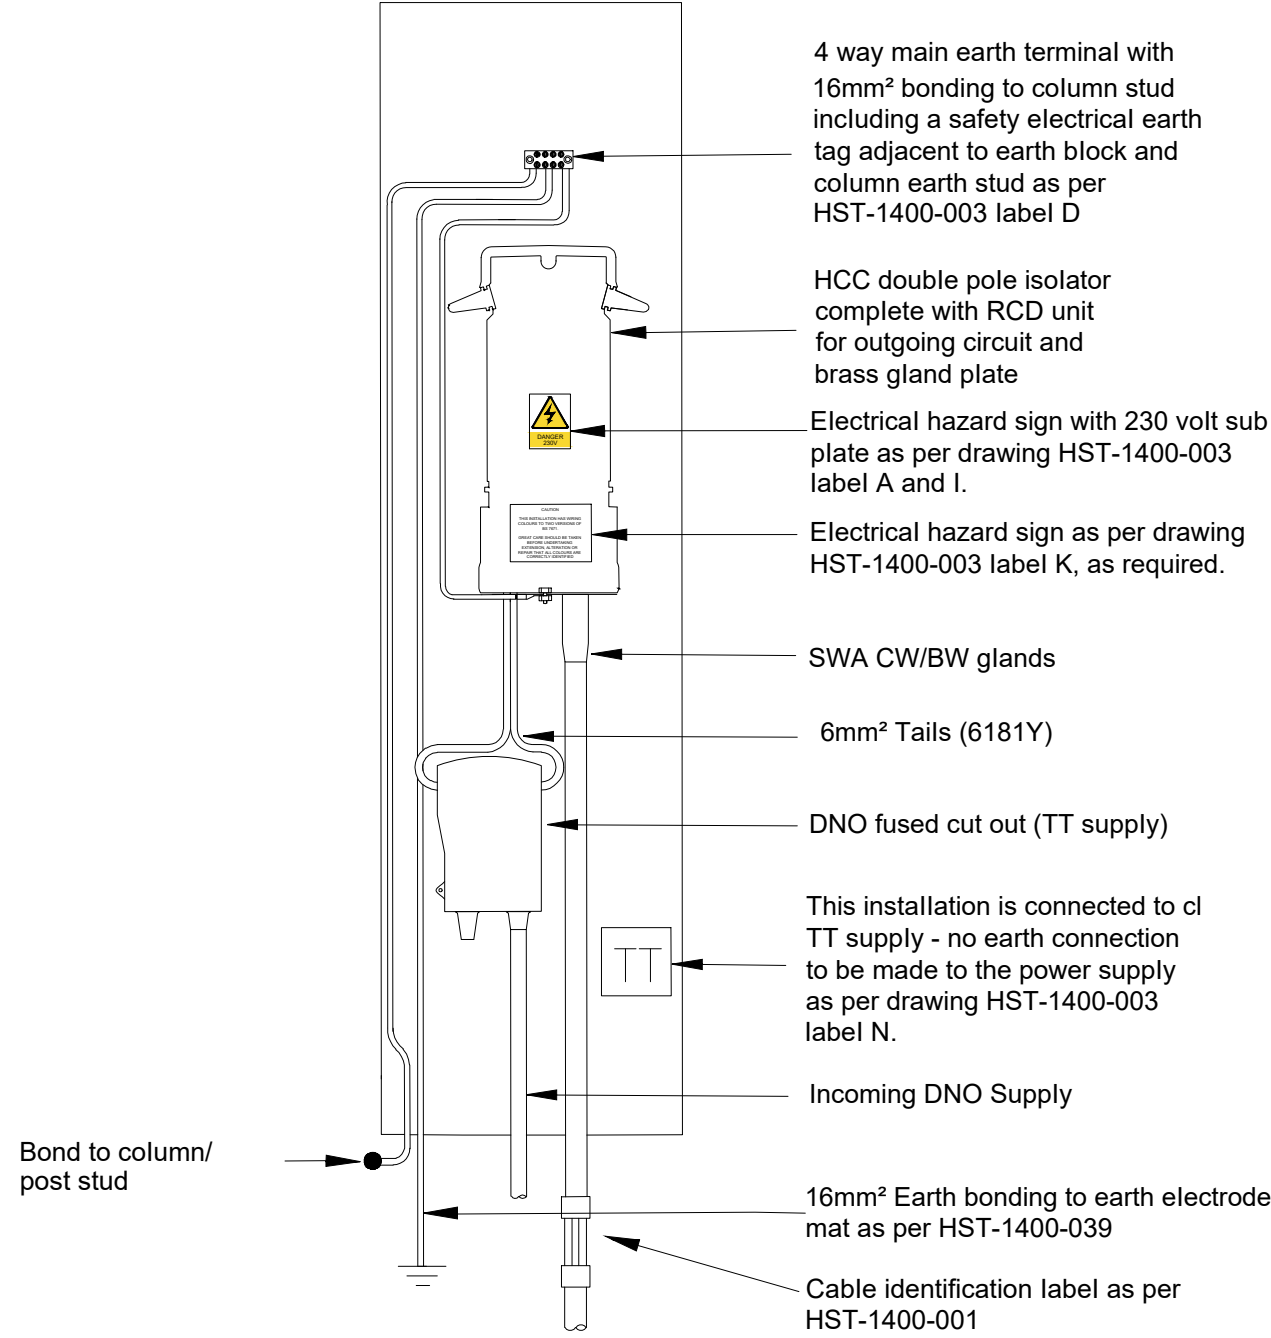 4 way main earth terminal with
16mm² bonding to column stud
including a safety electrical earth
tag adjacent to earth block and
column earth stud as per
HST-1400-003 label D
HCC double pole isolator
complete with RCD unit
for outgoing circuit and
brass gland plate
DANGER
230V
Electrical hazard sign with 230 volt sub
plate as per drawing HST-1400-003
label A and I.
CAUTION
THIS INSTALLATION HAS WIRING
COLOURS TO TWO VERSIONS OF
BS 7671
GREAT CARE SHOULD BE TAKEN
BEFORE UNDERTAKING
EXTENSION, ALTERATION OR
REPAIR THAT ALL COLOURS ARE
CORRECTLY IDENTIFIED
Electrical hazard sign as per drawing
HST-1400-003 label K, as required.
SWA CW/BW glands
6mm² Tails (6181Y)
DNO fused cut out (TT supply)
TT
This installation is connected to cl
TT supply - no earth connection
to be made to the power supply
as per drawing HST-1400-003
label N.
Incoming DNO Supply
Bond to column/
post stud
16mm² Earth bonding to earth electrode
mat as per HST-1400-039
Cable identification label as per
HST-1400-001